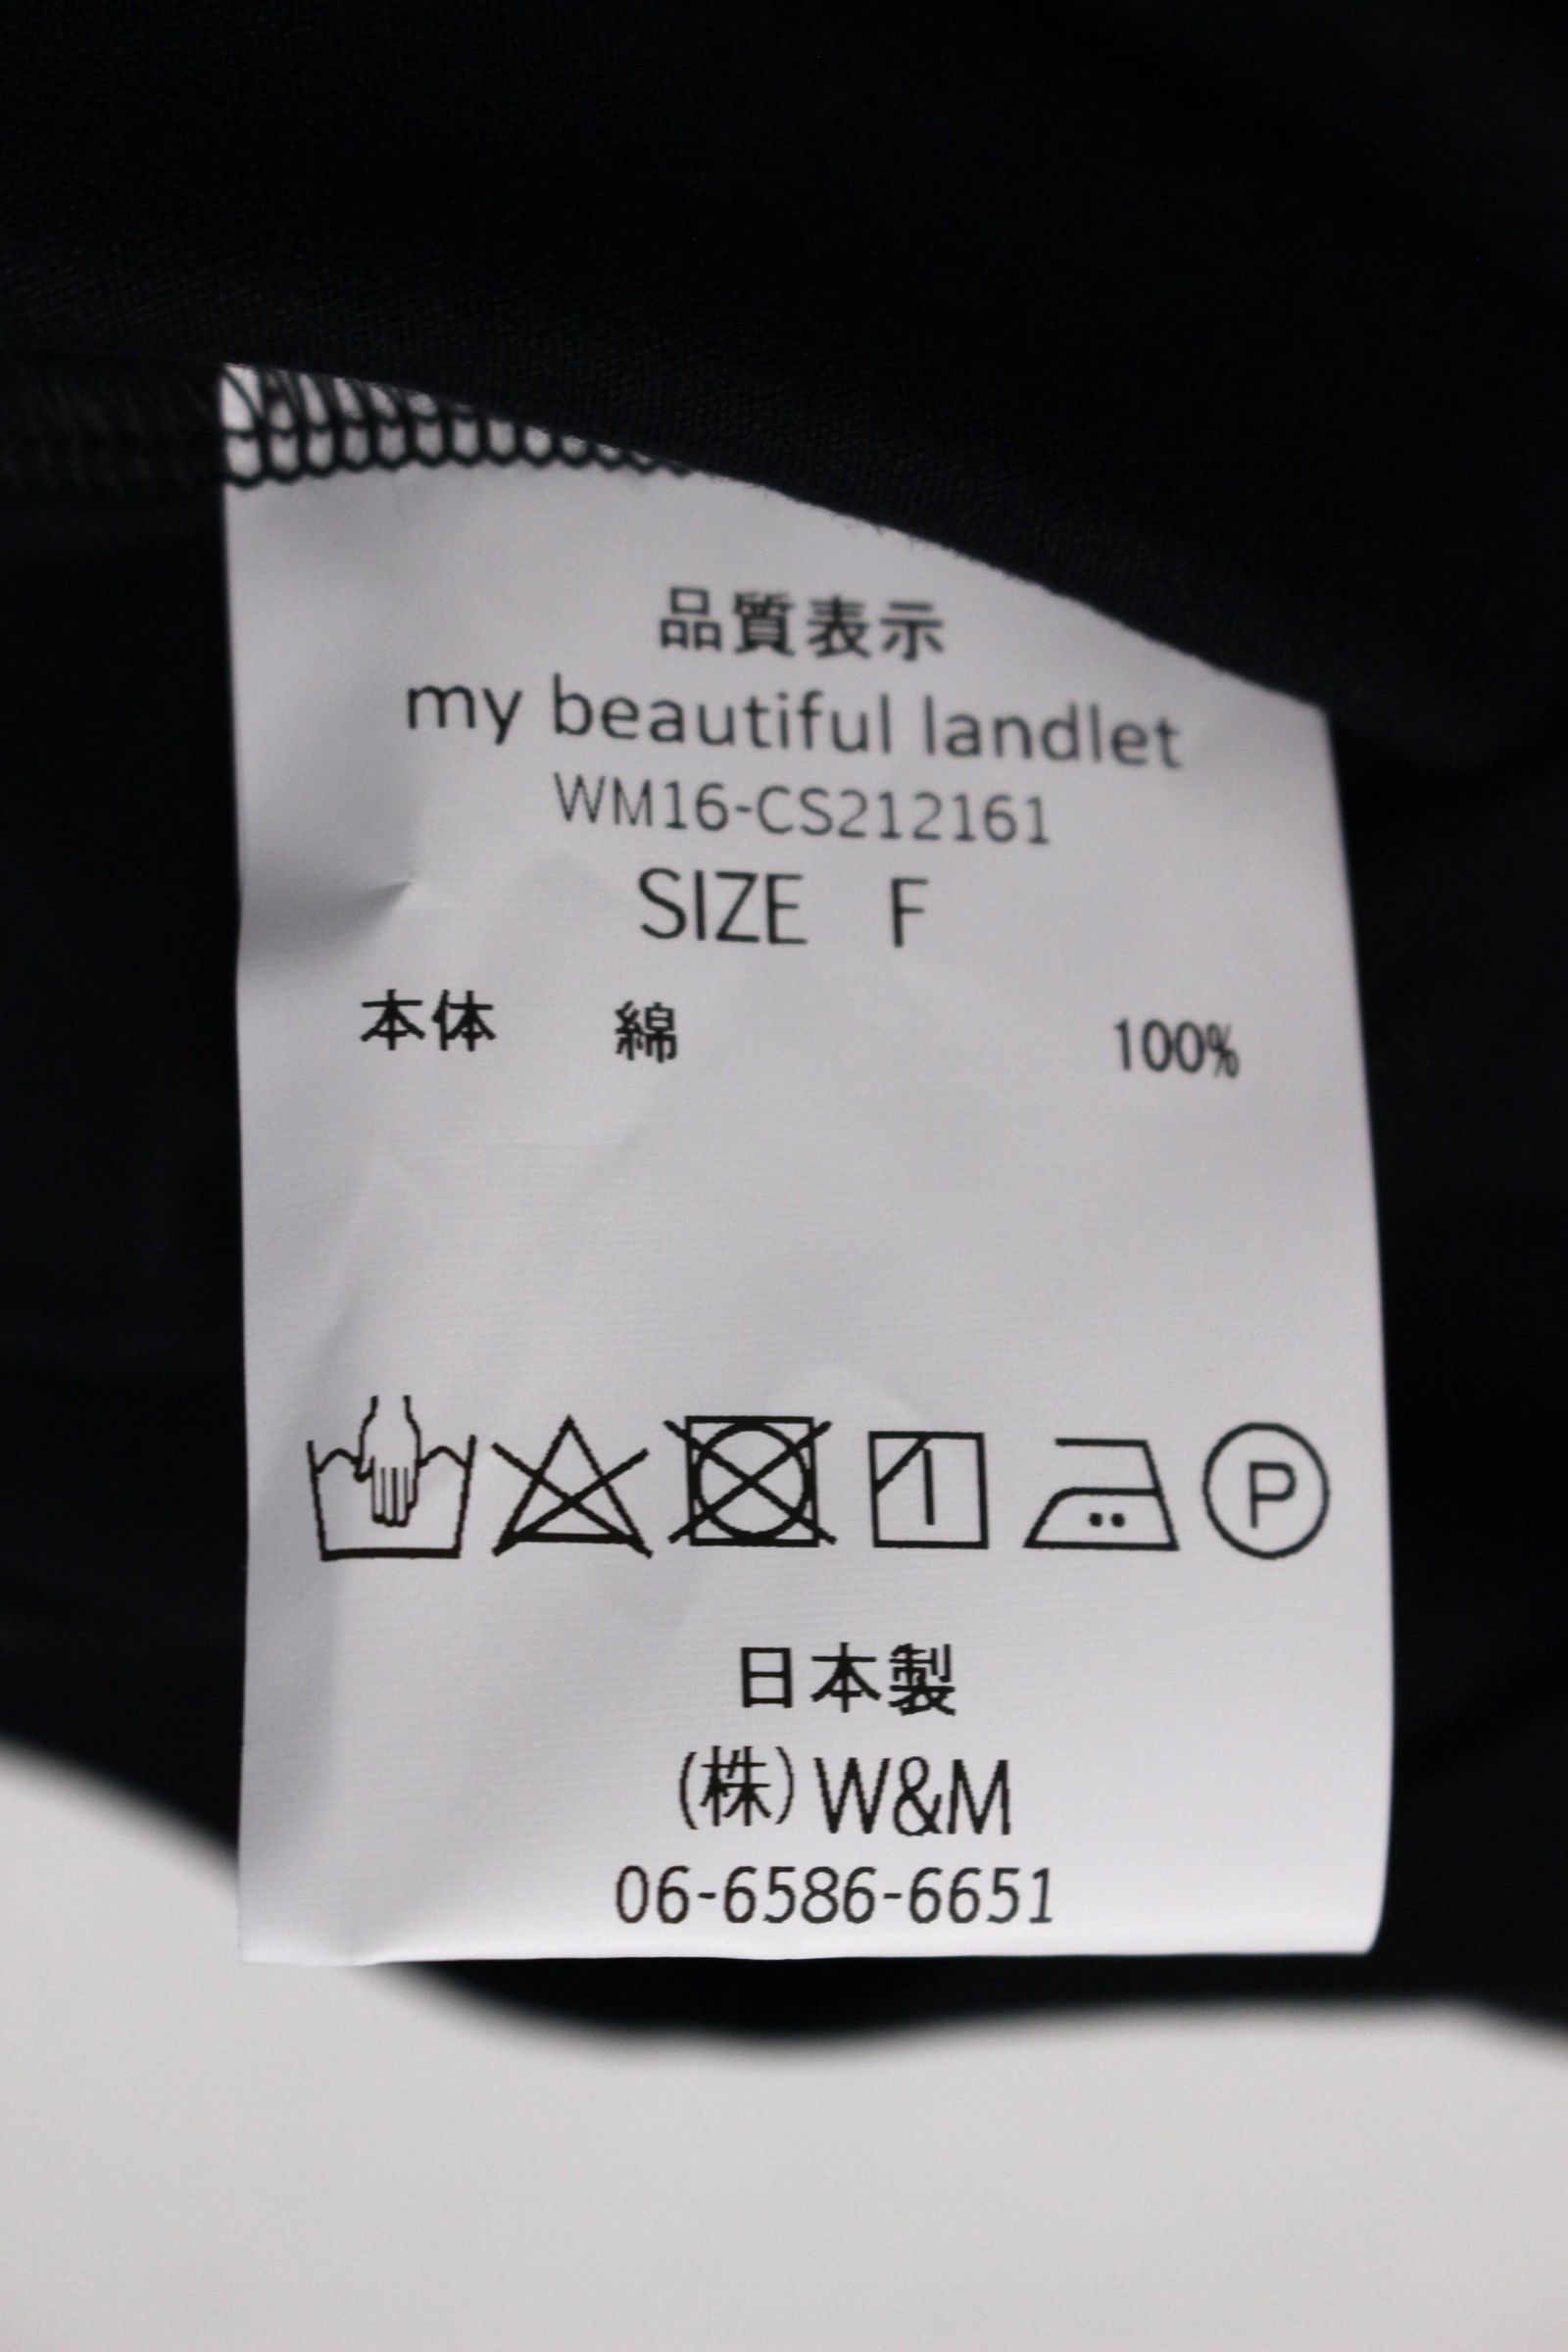 品質表示
my beautiful landlet
WM16-CS212161
SIZE F
本体 綿 100%
P
日本製
(株)W&M
06-6586-6651